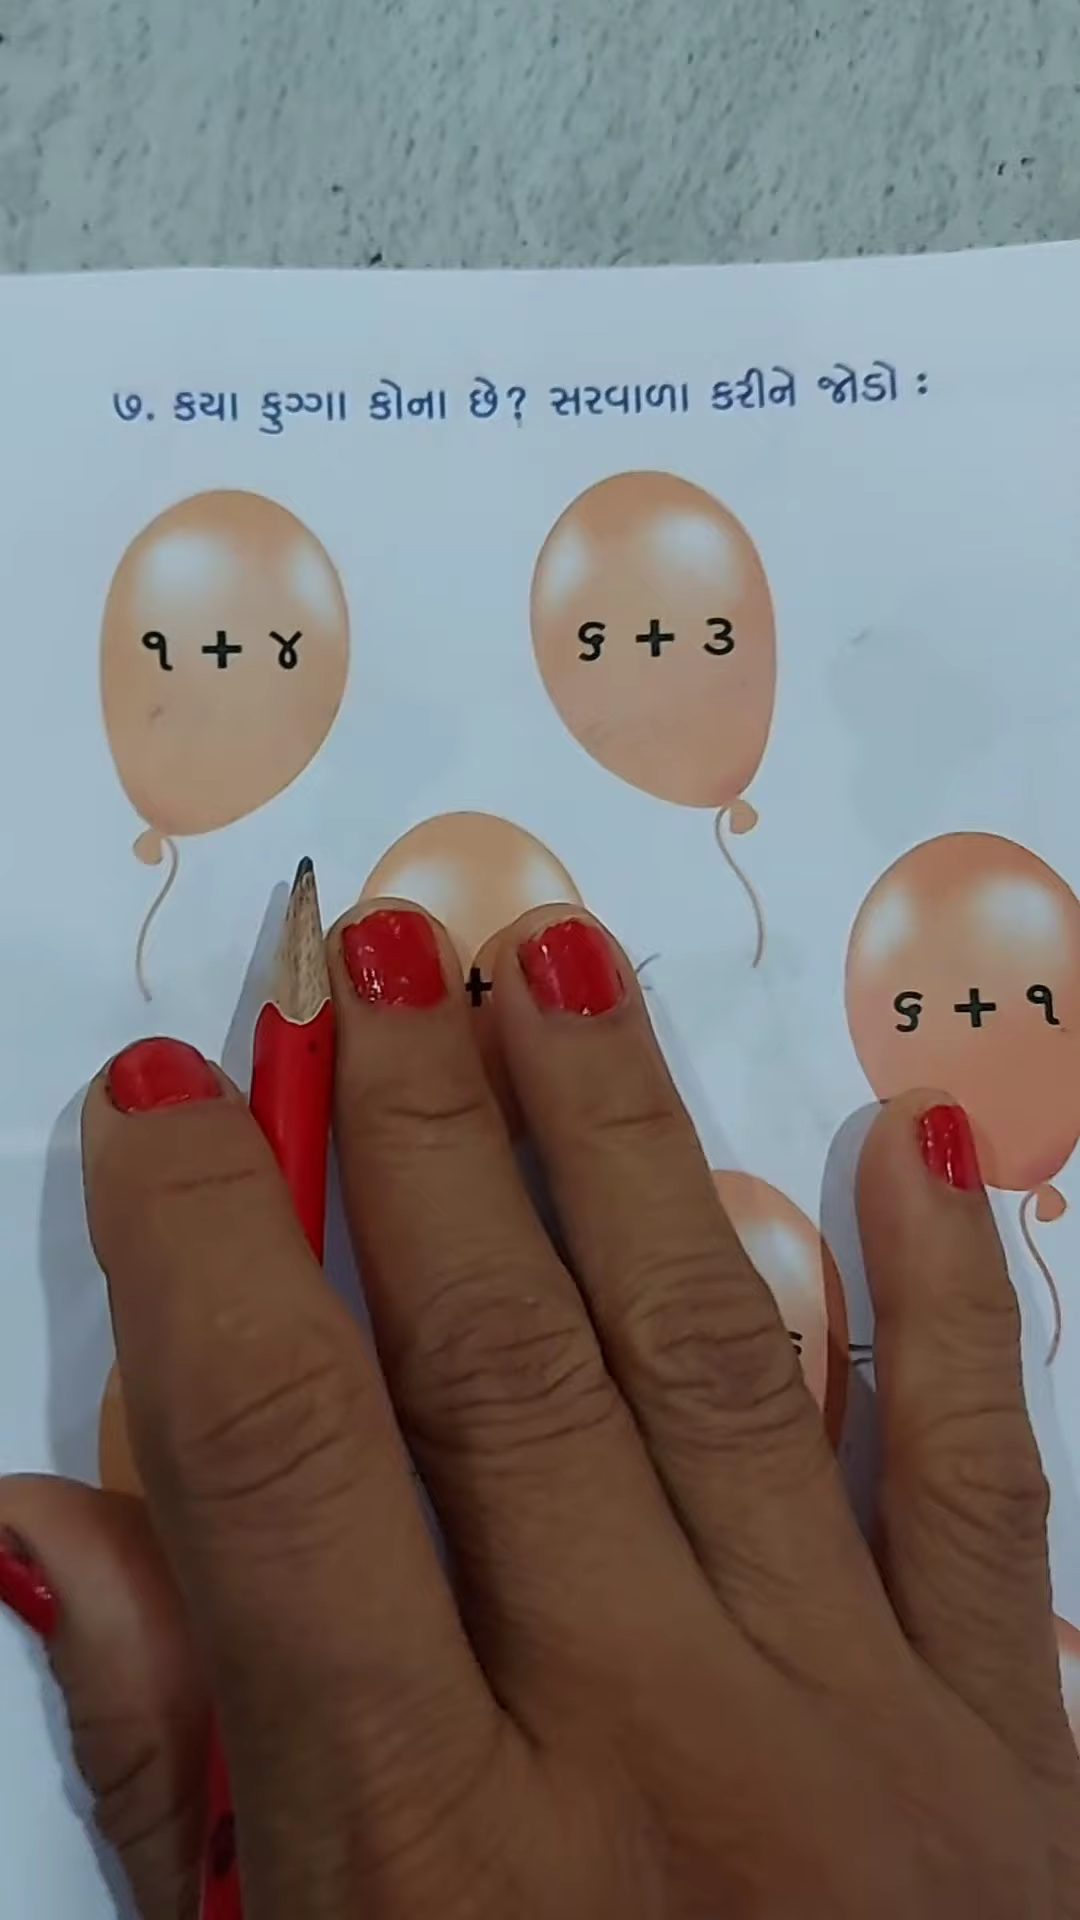 ૭. કયા ફુગ્ગા કોના છે? સરવાળા કરીને જોડો :
૧ + ૪
૬ + ૩
+
૬ + ૧